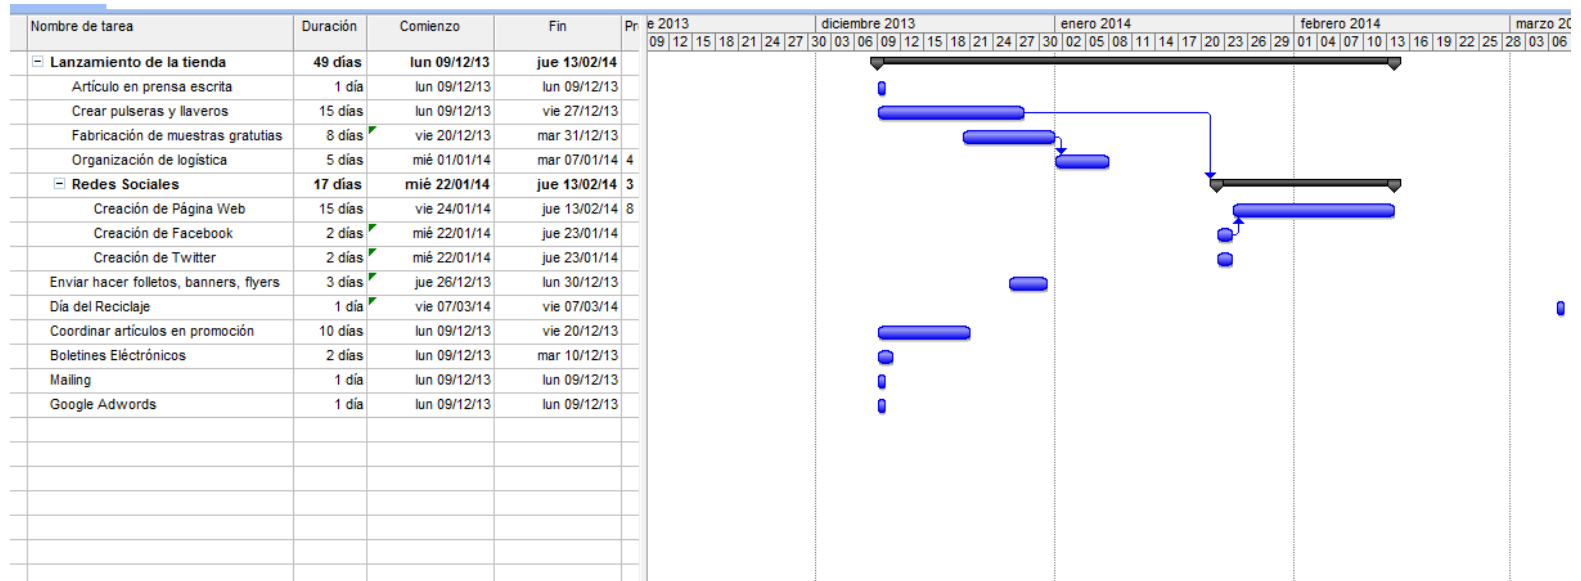 Nombre de tarea Duración Comienzo Fin Pr e 2013 diciembre 2013 enero 2014 febrero 2014 marzo 20
09 12 15 18 21 24 27 30 03 06 09 12 15 18 21 24 27 30 02 05 08 11 14 17 20 23 26 29 01 04 07 10 13 16 19 22 25 28 03 06
Lanzamiento de la tienda 49 días lun 09/12/13 jue 13/02/14
Artículo en prensa escrita 1 día lun 09/12/13 lun 09/12/13
Crear pulseras y llaveros 15 días lun 09/12/13 vie 27/12/13
Fabricación de muestras gratutias 8 días vie 20/12/13 mar 31/12/13
Organización de logística 5 días mié 01/01/14 mar 07/01/14 4
Redes Sociales 17 días mié 22/01/14 jue 13/02/14 3
Creación de Página Web 15 días vie 24/01/14 jue 13/02/14 8
Creación de Facebook 2 días mié 22/01/14 jue 23/01/14
Creación de Twitter 2 días mié 22/01/14 jue 23/01/14
Enviar hacer folletos, banners, flyers 3 días jue 26/12/13 lun 30/12/13
Día del Reciclaje 1 día vie 07/03/14 vie 07/03/14
Coordinar artículos en promoción 10 días lun 09/12/13 vie 20/12/13
Boletines Eléctrónicos 2 días lun 09/12/13 mar 10/12/13
Mailing 1 día lun 09/12/13 lun 09/12/13
Google Adwords 1 día lun 09/12/13 lun 09/12/13